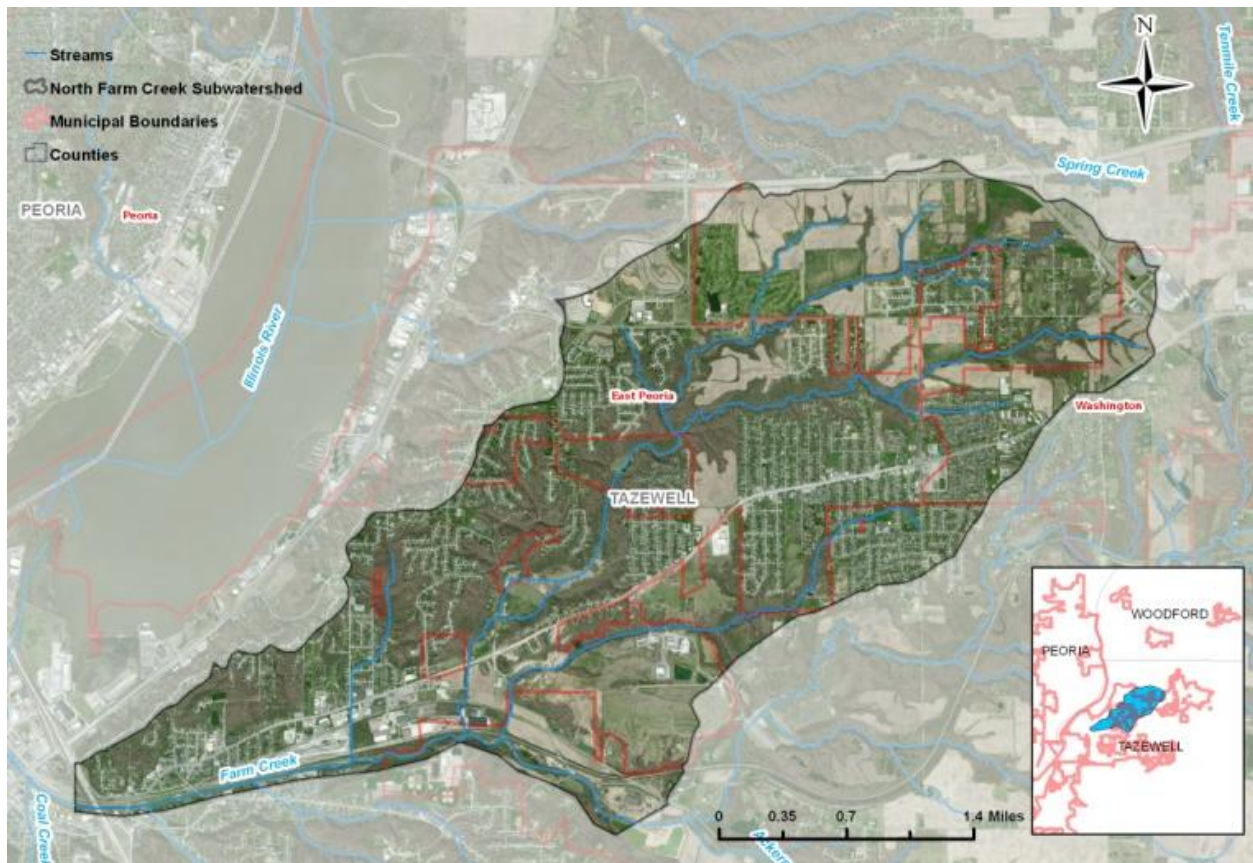 Streams
North Farm Creek Subwatershed
Municipal Boundaries
Counties
N
Tenmile Creek
Spring Creek
PEORIA
Peoria
Illinois River
East Peoria
Washington
TAZEWELL
Farm Creek
Coal Creek
Ackerm
0 0.35 0.7 1.4 Miles
WOODFORD
PEORIA
TAZEWELL